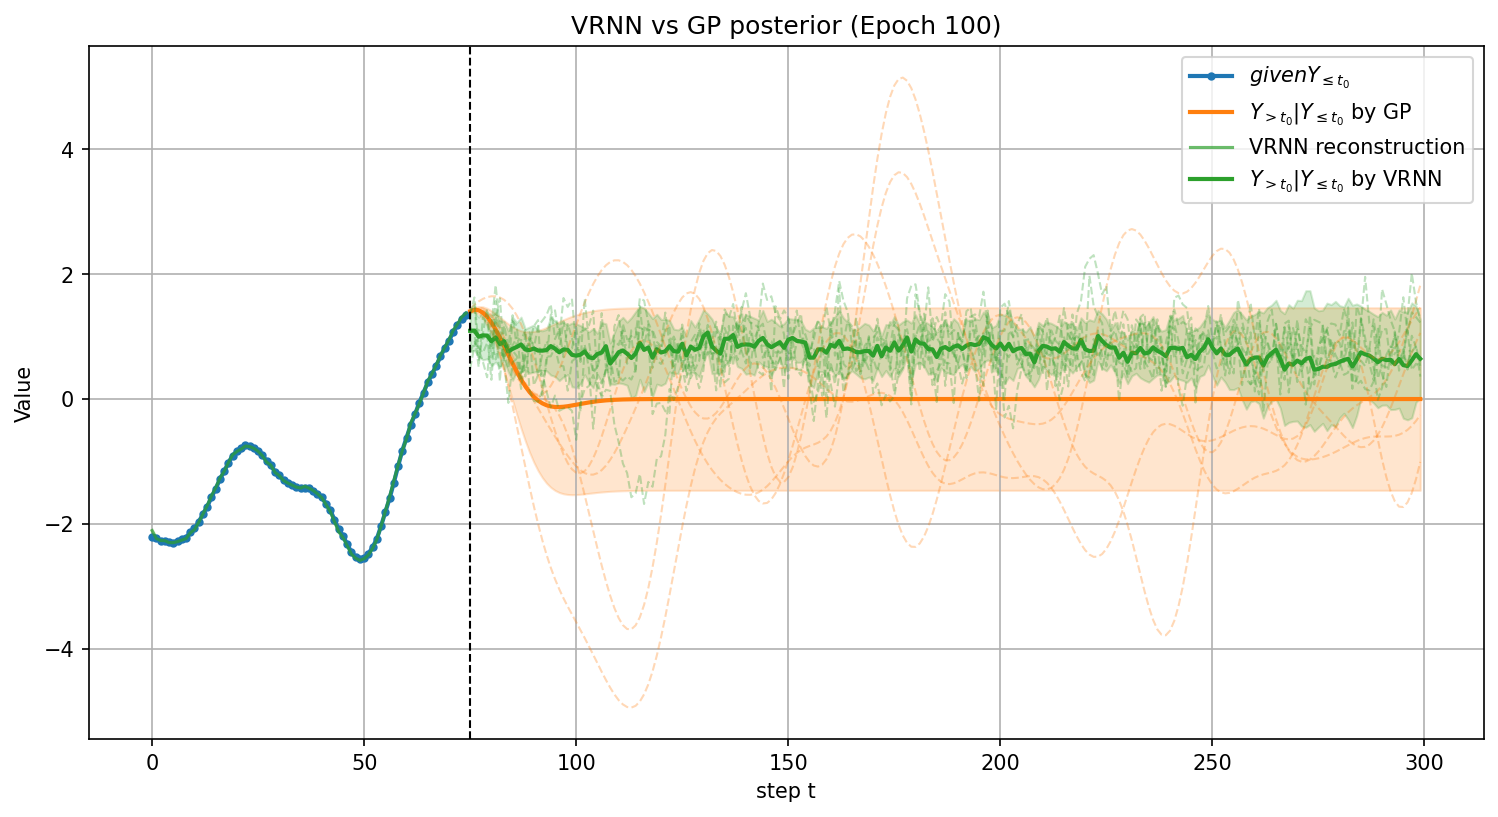 VRNN vs GP posterior (Epoch 100)
givenY≤t₀
Y>t₀|Y≤t₀ by GP
VRNN reconstruction
Y>t₀|Y≤t₀ by VRNN
Value
4
2
0
−2
−4
0 50 100 150 200 250 300
step t